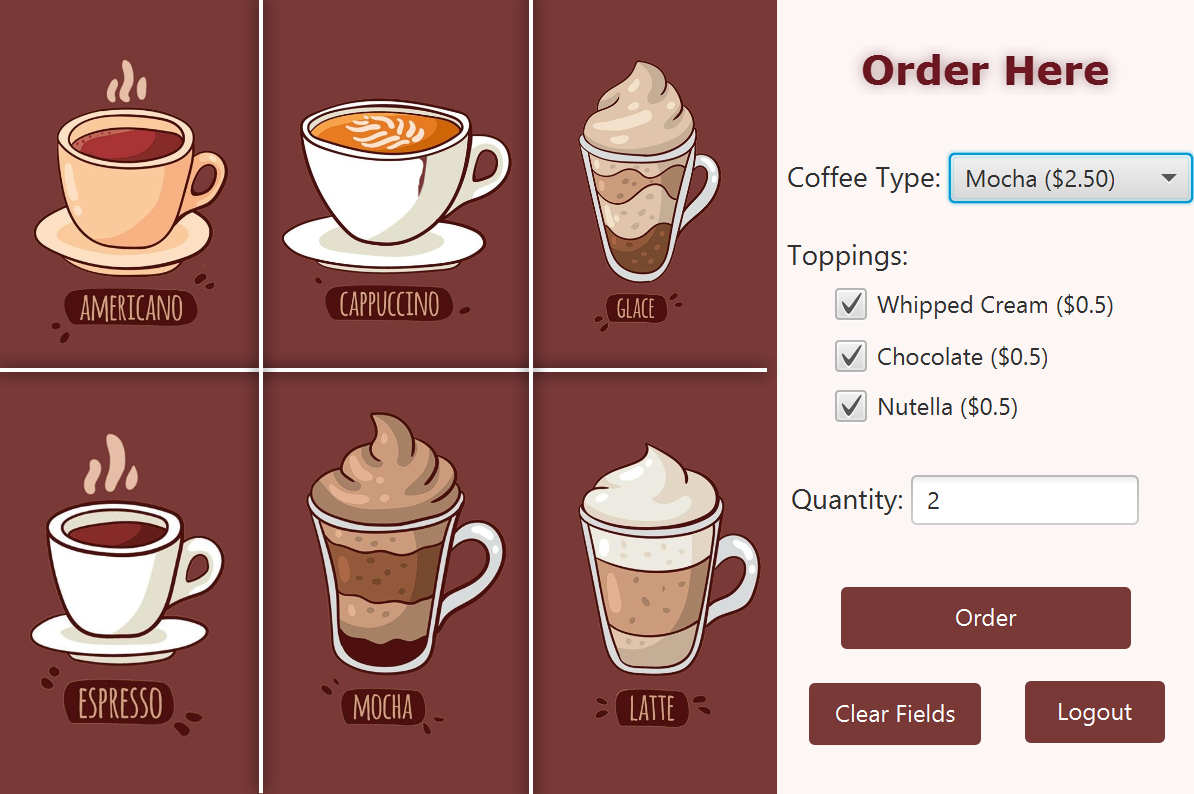 AMERICANO
CAPPUCCINO
GLACE
ESPRESSO
MOCHA
LATTE
Order Here
Coffee Type: Mocha ($2.50)
Toppings:
Whipped Cream ($0.5)
Chocolate ($0.5)
Nutella ($0.5)
Quantity: 2
Order
Clear Fields
Logout